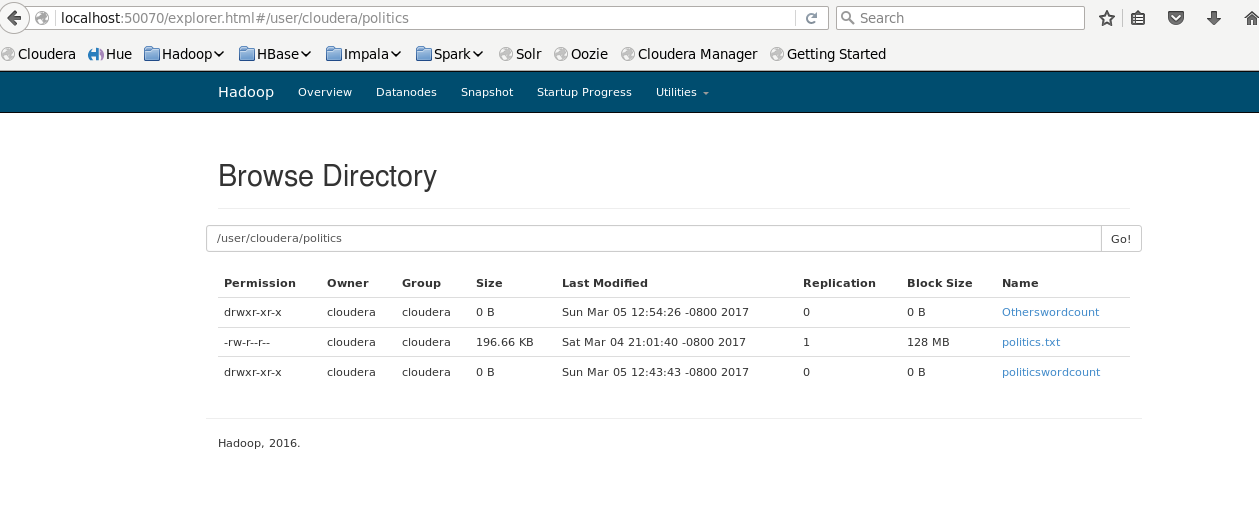 localhost:50070/explorer.html#/user/cloudera/politics Search
Cloudera Hue Hadoop HBase Impala Spark Solr Oozie Cloudera Manager Getting Started
Hadoop Overview Datanodes Snapshot Startup Progress Utilities
Browse Directory
/user/cloudera/politics Go!
Permission Owner Group Size Last Modified Replication Block Size Name
drwxr-xr-x cloudera cloudera 0 B Sun Mar 05 12:54:26 -0800 2017 0 0 B Otherswordcount
-rw-r--r-- cloudera cloudera 196.66 KB Sat Mar 04 21:01:40 -0800 2017 1 128 MB politics.txt
drwxr-xr-x cloudera cloudera 0 B Sun Mar 05 12:43:43 -0800 2017 0 0 B politicswordcount
Hadoop, 2016.